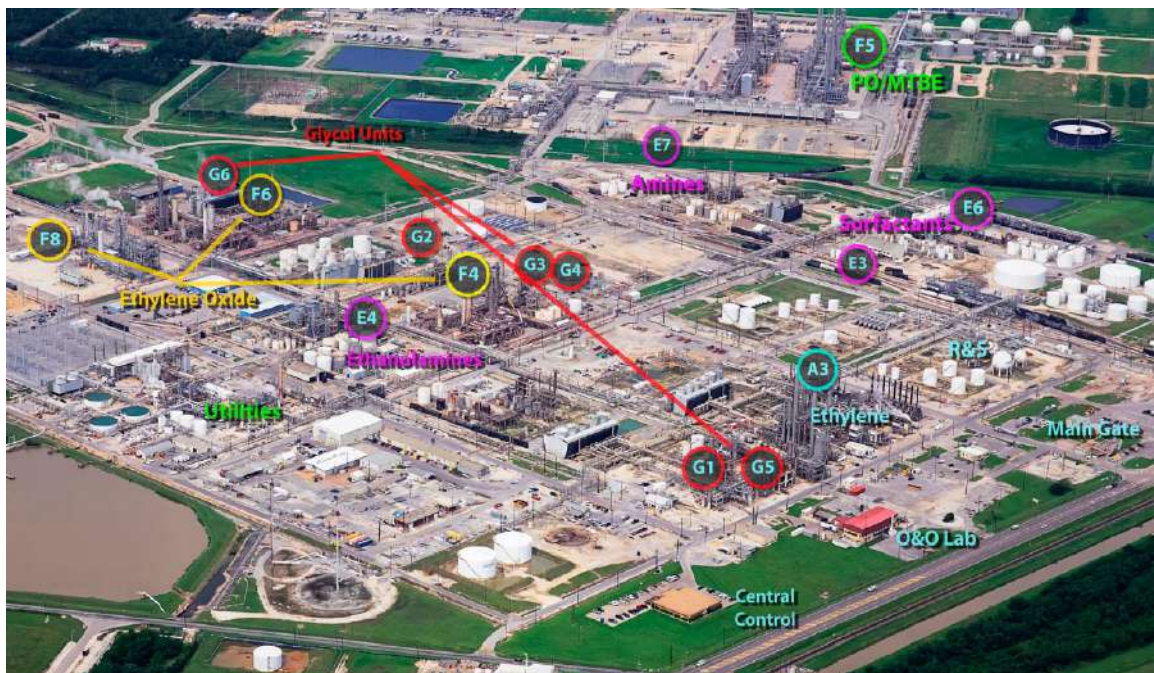 F5
PO/MTBE
Glycol Units
E7
G6
Amines
F6
E6
Surfactants
F8
G2
G3
G4
E3
F4
Ethylene Oxide
E4
R&S
Ethanolamines
A3
Utilities
Ethylene
Main Gate
G1
G5
O&O Lab
Central
Control